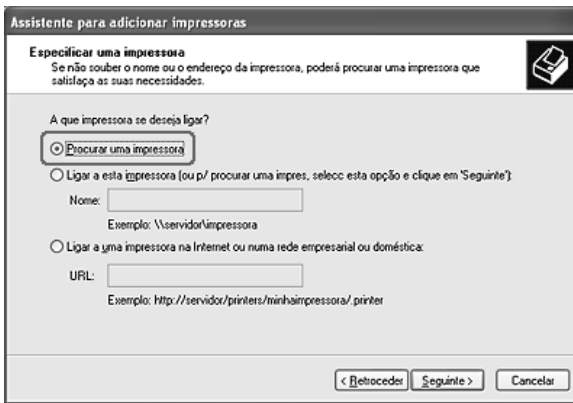 Assistente para adicionar impressoras
Especificar uma impressora
Se não souber o nome ou o endereço da impressora, poderá procurar uma impressora que
satisfaça as suas necessidades.
A que impressora se deseja ligar?
Procurar uma impressora
Ligar a esta impressora (ou p/ procurar uma impres, selecc esta opção e clique em 'Seguinte'):
Nome:
Exemplo: \\servidor\impressora
Ligar a uma impressora na Internet ou numa rede empresarial ou doméstica:
URL:
Exemplo: http://servidor/printers/minhaimpressora/.printer
< Retroceder Seguinte > Cancelar